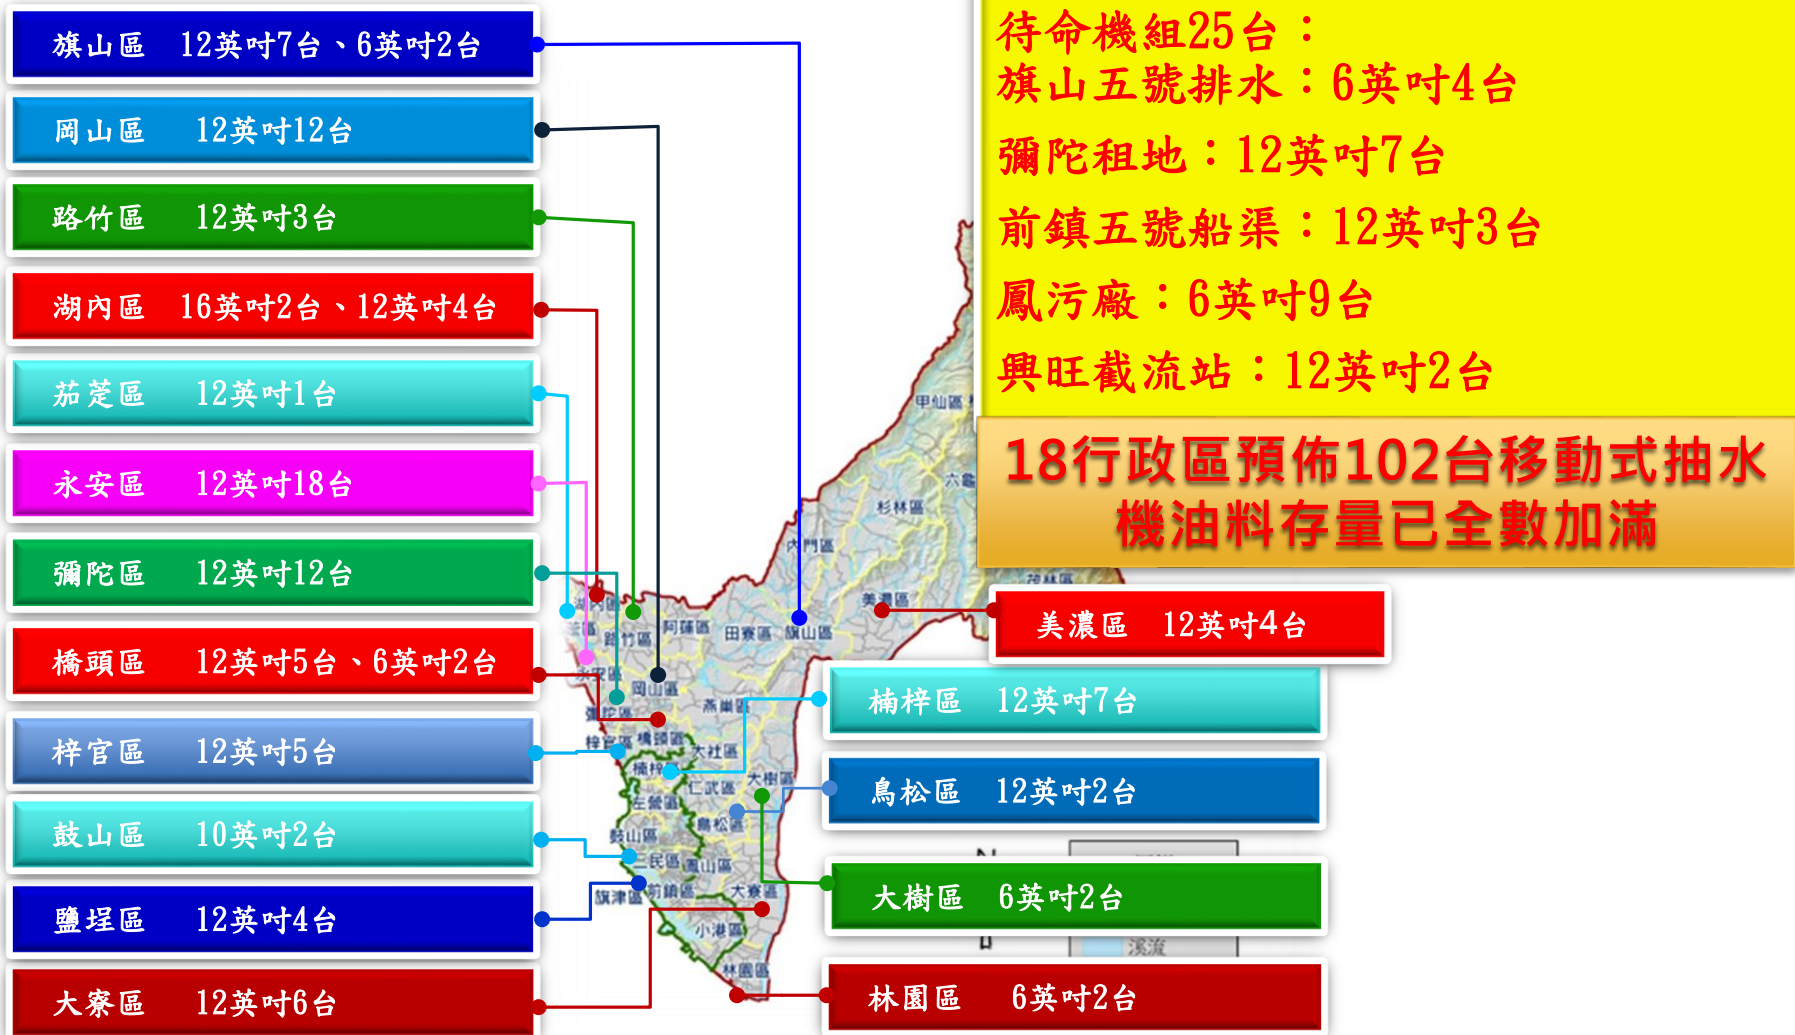 旗山區 12英吋7台、6英吋2台
岡山區 12英吋12台
路竹區 12英吋3台
湖內區 16英吋2台、12英吋4台
茄萣區 12英吋1台
永安區 12英吋18台
彌陀區 12英吋12台
橋頭區 12英吋5台、6英吋2台
梓官區 12英吋5台
鼓山區 10英吋2台
鹽埕區 12英吋4台
大寮區 12英吋6台
待命機組25台：
旗山五號排水：6英吋4台
彌陀租地：12英吋7台
前鎮五號船渠：12英吋3台
鳳污廠：6英吋9台
興旺截流站：12英吋2台
18行政區預佈102台移動式抽水
機油料存量已全數加滿
美濃區 12英吋4台
楠梓區 12英吋7台
鳥松區 12英吋2台
大樹區 6英吋2台
林園區 6英吋2台
甲仙區
六龜
杉林區
內門區
茂林區
美濃區
湖內區
路竹區
阿蓮區
田寮區
旗山區
永安區
岡山區
燕巢區
彌陀區
梓官區
橋頭區
大社區
楠梓
仁武區
大樹區
左營區
鳥松區
鼓山區
三民區
鳳山區
旗津區
前鎮區
大寮區
小港區
林園區
溪流